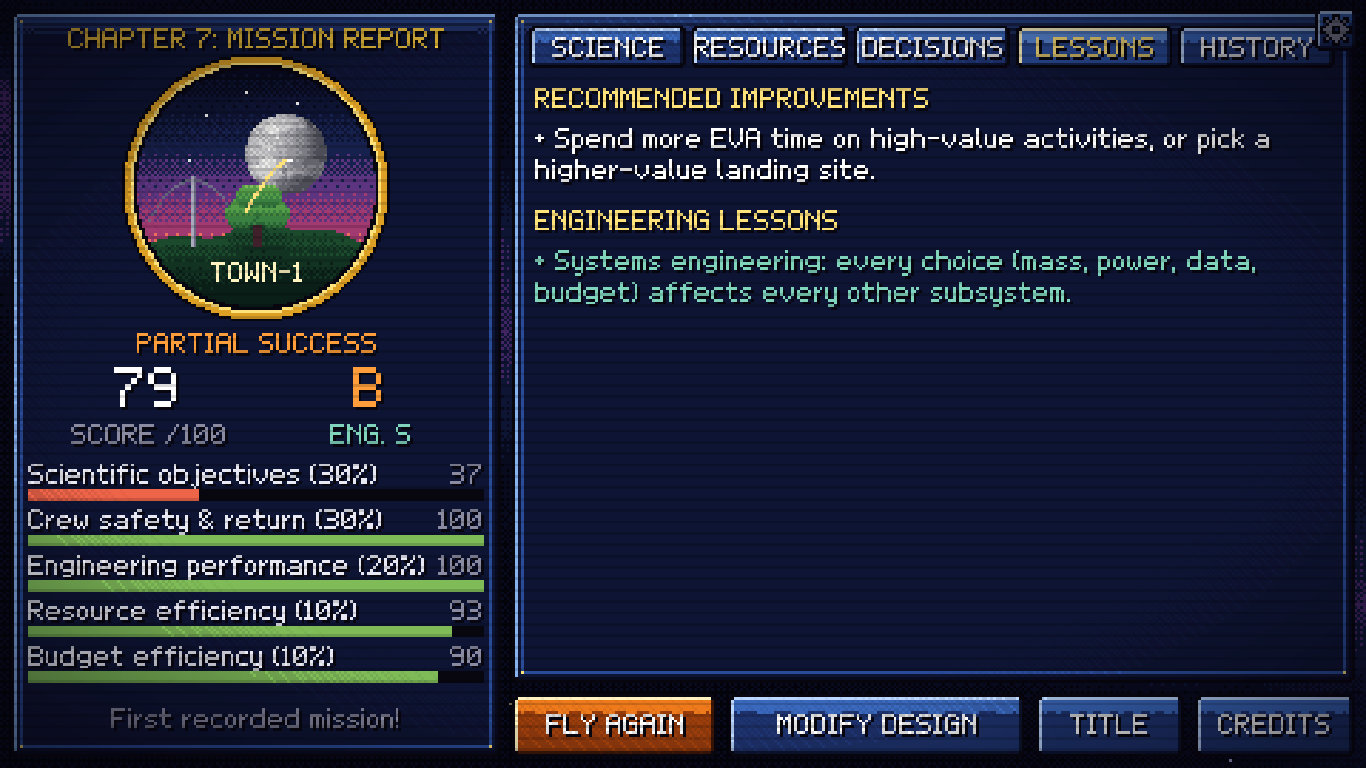 CHAPTER 7: MISSION REPORT
TOWN-1
PARTIAL SUCCESS
79 B
SCORE /100 ENG. S
Scientific objectives (30%) 37
Crew safety & return (30%) 100
Engineering performance (20%) 100
Resource efficiency (10%) 93
Budget efficiency (10%) 90
First recorded mission!
SCIENCE RESOURCES DECISIONS LESSONS HISTORY
RECOMMENDED IMPROVEMENTS
+ Spend more EVA time on high-value activities, or pick a
higher-value landing site.
ENGINEERING LESSONS
+ Systems engineering: every choice (mass, power, data,
budget) affects every other subsystem.
FLY AGAIN MODIFY DESIGN TITLE CREDITS